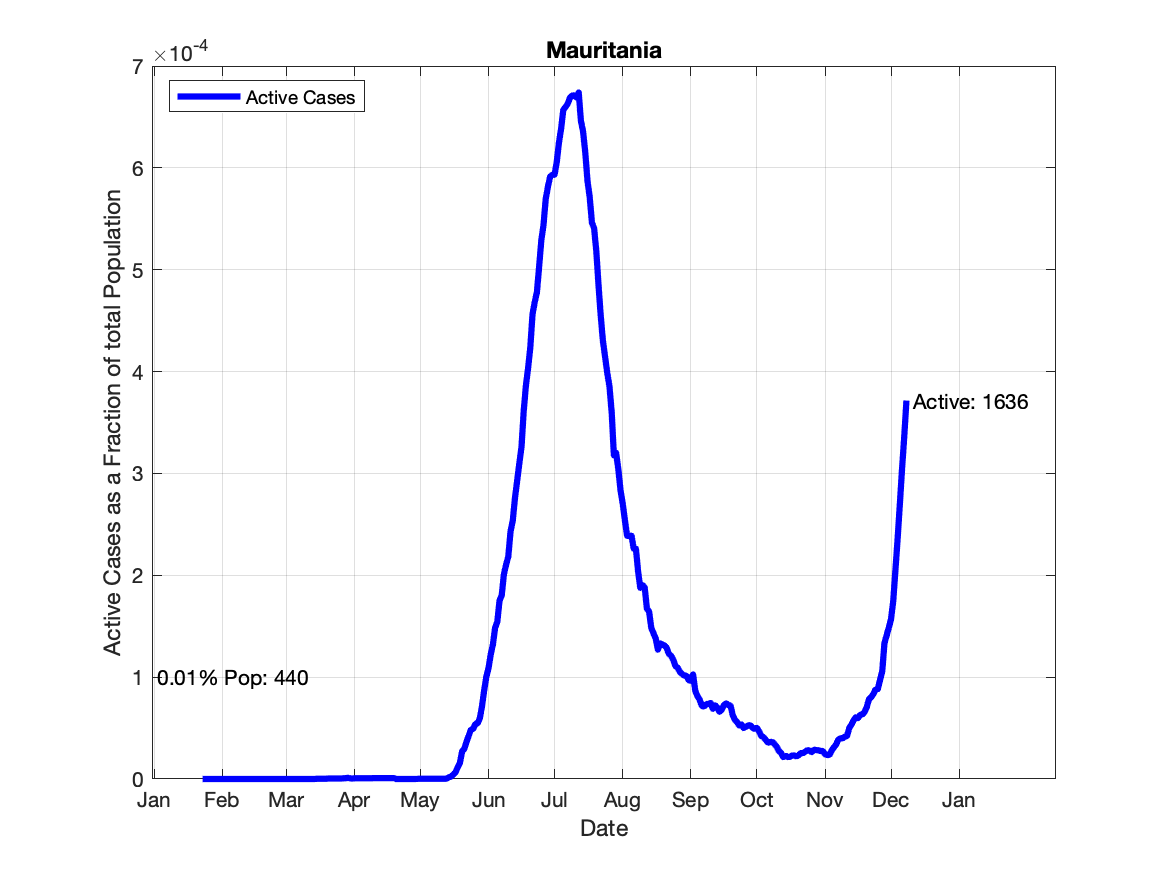 Mauritania
×10-4
Active Cases
7
6
5
4
3
2
1
0
Active Cases as a Fraction of total Population
Active: 1636
0.01% Pop: 440
Jan Feb Mar Apr May Jun Jul Aug Sep Oct Nov Dec Jan
Date